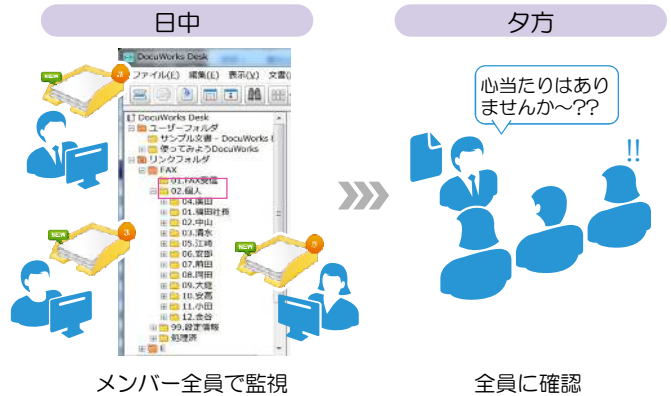 日中
夕方
DocuWorks Desk
ファイル(E) 編集(E) 表示(V) 文書(
DocuWorks Desk
ユーザーフォルダ
サンプル文書 - DocuWorks
使ってみようDocuWorks
リンクフォルダ
FAX
01.FAX受信
02.個人
04.廣田
01.福田社長
02.中山
03.清水
05.江崎
06.安部
07.前田
08.岡田
09.大庭
10.安高
11.小田
12.金谷
99.設定情報
処理済
E
NEW
3
NEW
3
NEW
心当たりはあり
ませんか～??
!!
メンバー全員で監視
全員に確認